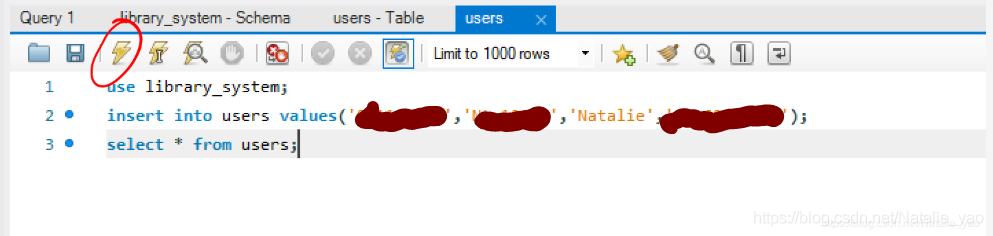 Query 1 library_system - Schema users - Table users
Limit to 1000 rows
1 use library_system;
2 insert into users values('','','Natalie',');
3 select * from users;
https://blog.csdn.net/Natalie_yao